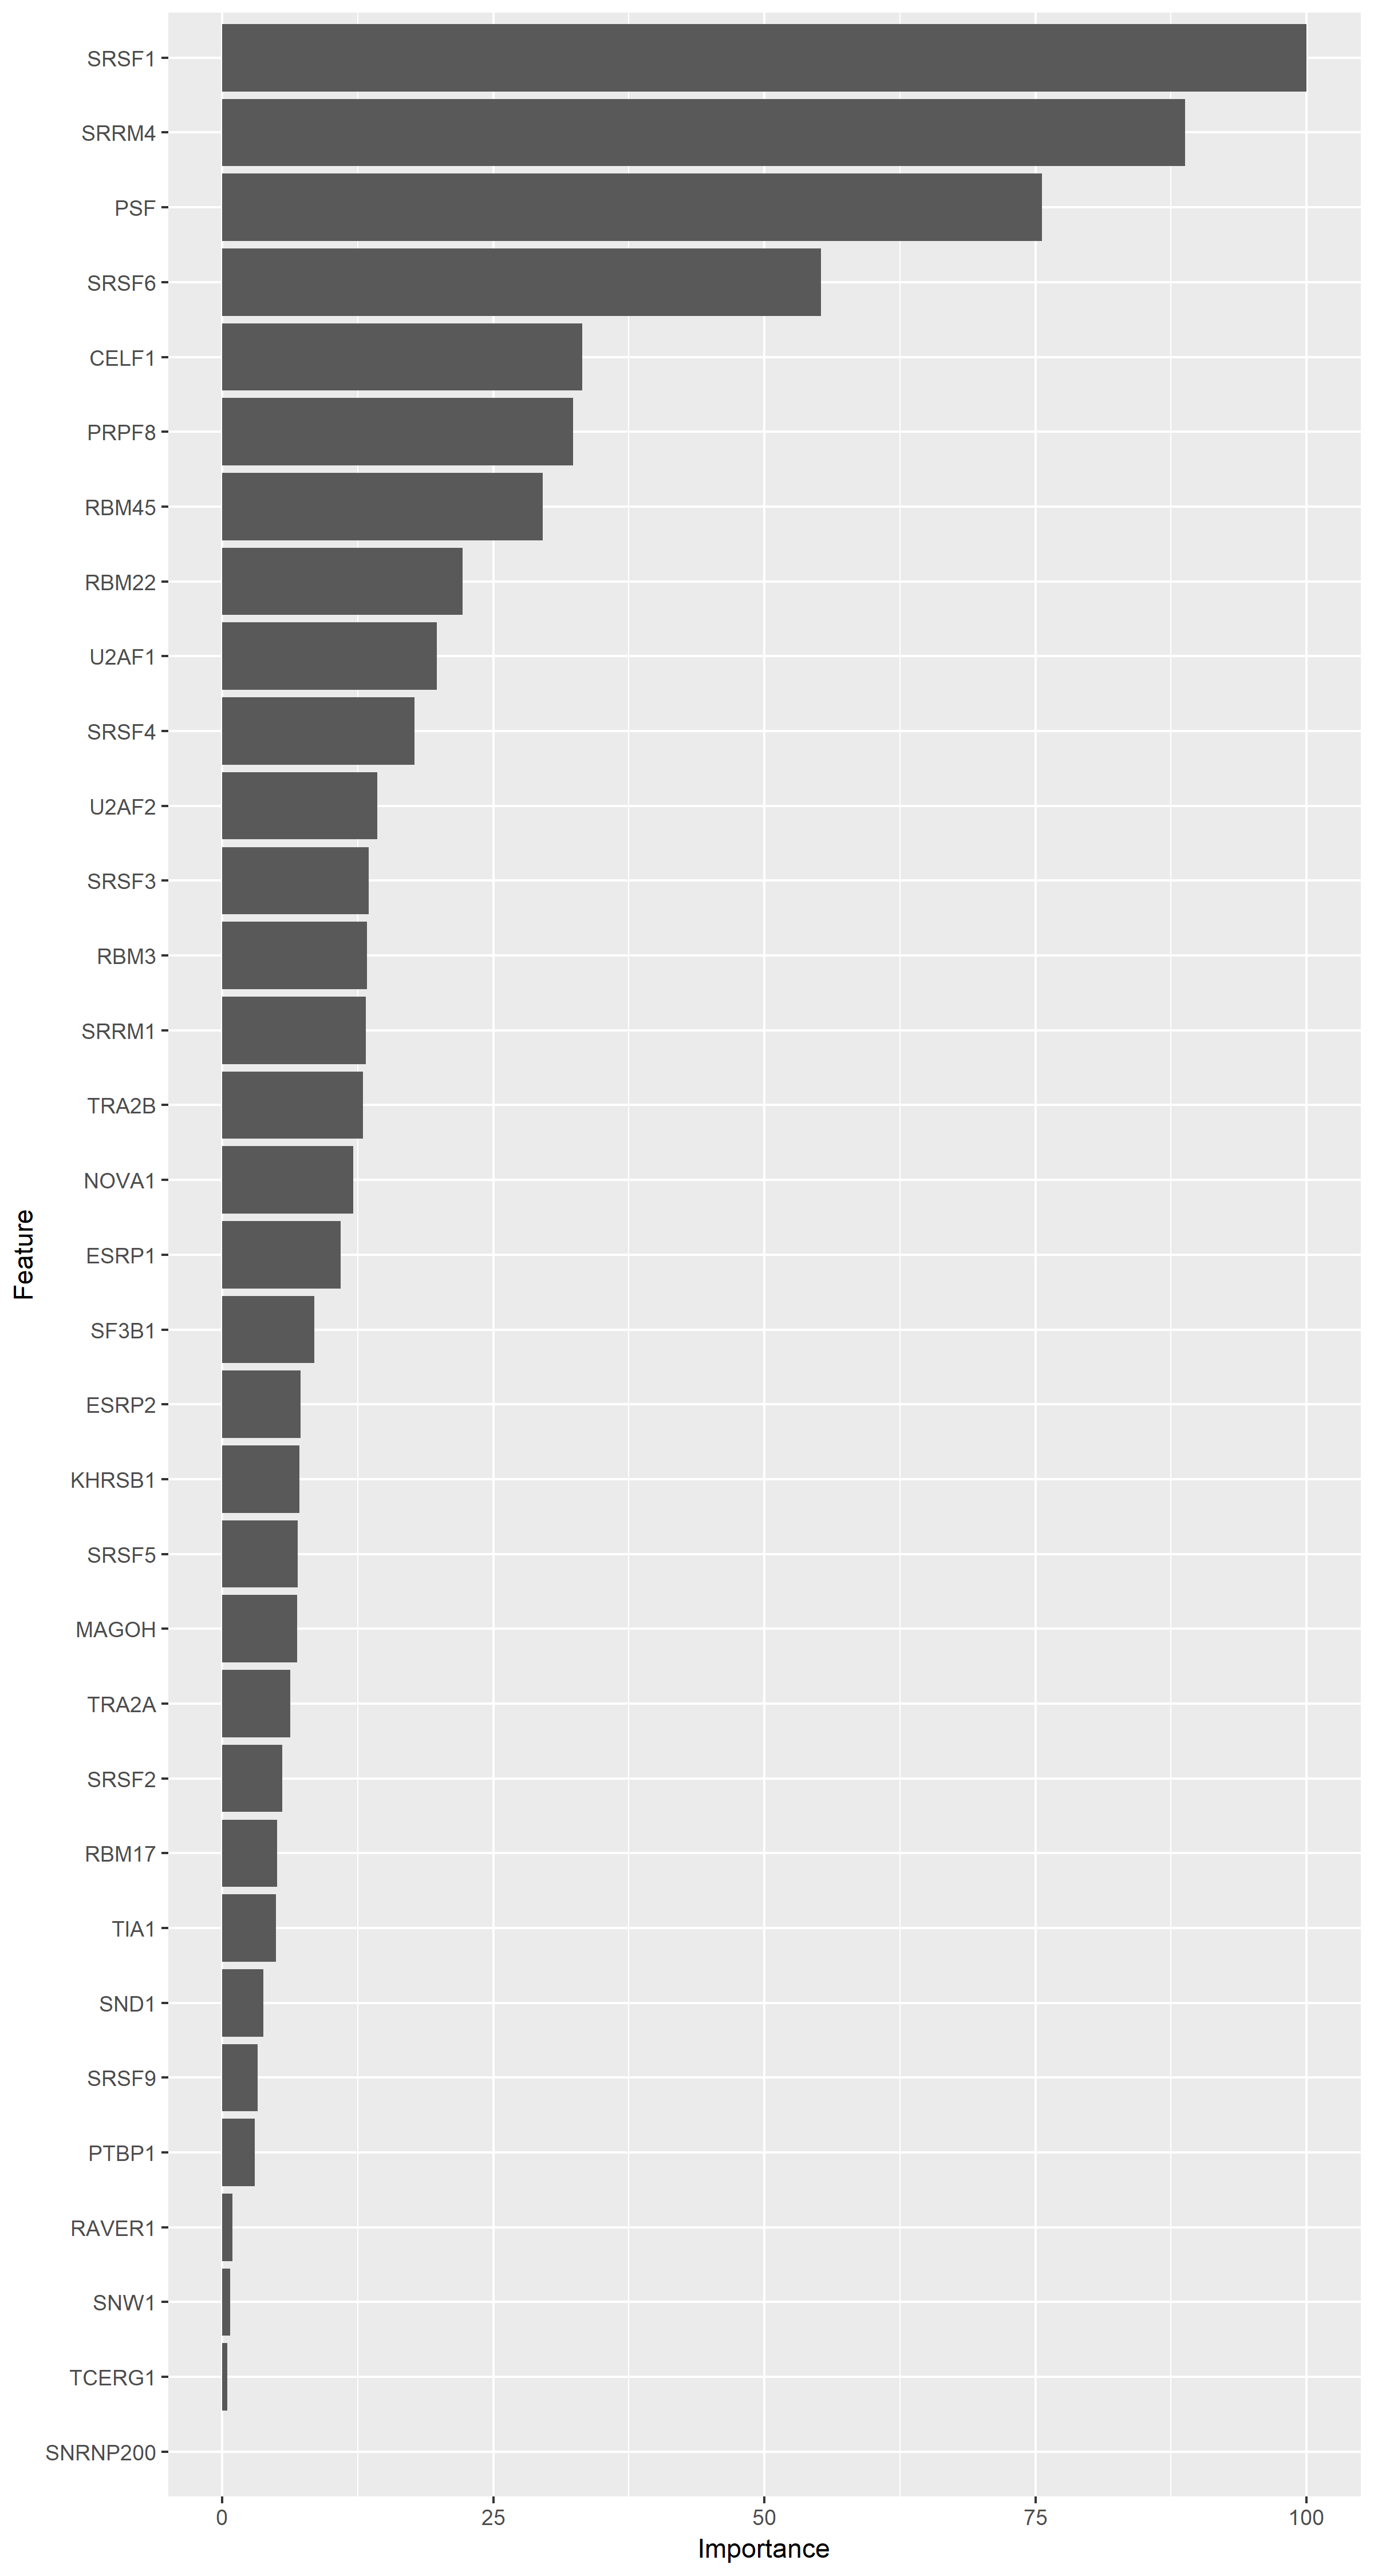 SRSF1
SRRM4
PSF
SRSF6
CELF1
PRPF8
RBM45
RBM22
U2AF1
SRSF4
U2AF2
SRSF3
RBM3
SRRM1
TRA2B
NOVA1
ESRP1
SF3B1
ESRP2
KHRSB1
SRSF5
MAGOH
TRA2A
SRSF2
RBM17
TIA1
SND1
SRSF9
PTBP1
RAVER1
SNW1
TCERG1
SNRNP200
Feature
0 25 50 75 100
Importance